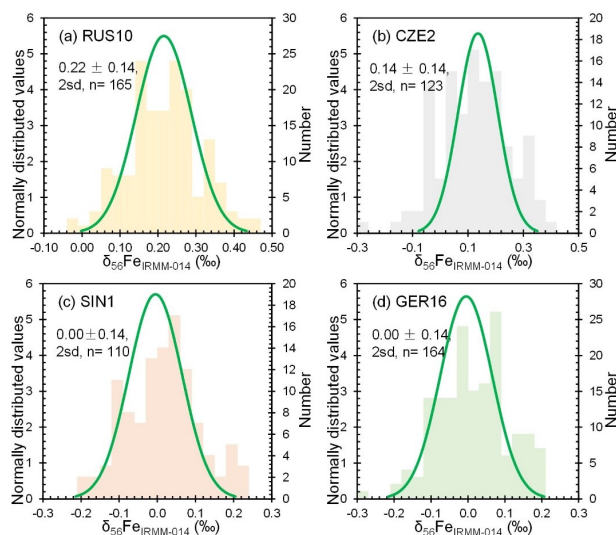 (a) RUS10
0.22 ± 0.14,
2sd, n= 165
Normally distributed values
6
5
4
3
2
1
0
30
25
20
15
10
5
0
Number
-0.10 0.00 0.10 0.20 0.30 0.40 0.50
δ56FeIRMM-014 (‰)
(b) CZE2
0.14 ± 0.14,
2sd, n= 123
Normally distributed values
6
5
4
3
2
1
0
20
18
16
14
12
10
8
6
4
2
0
Number
-0.3 -0.1 0.1 0.3 0.5
δ56FeIRMM-014 (‰)
(c) SIN1
0.00±0.14,
2sd, n= 110
Normally distributed values
6
5
4
3
2
1
0
20
18
16
14
12
10
8
6
4
2
0
Number
-0.3 -0.2 -0.1 0.0 0.1 0.2 0.3
δ56FeIRMM-014 (‰)
(d) GER16
0.00 ± 0.14,
2sd, n= 164
Normally distributed values
6
5
4
3
2
1
0
30
25
20
15
10
5
0
Number
-0.3 -0.2 -0.1 0.0 0.1 0.2 0.3
δ56FeIRMM-014 (‰)